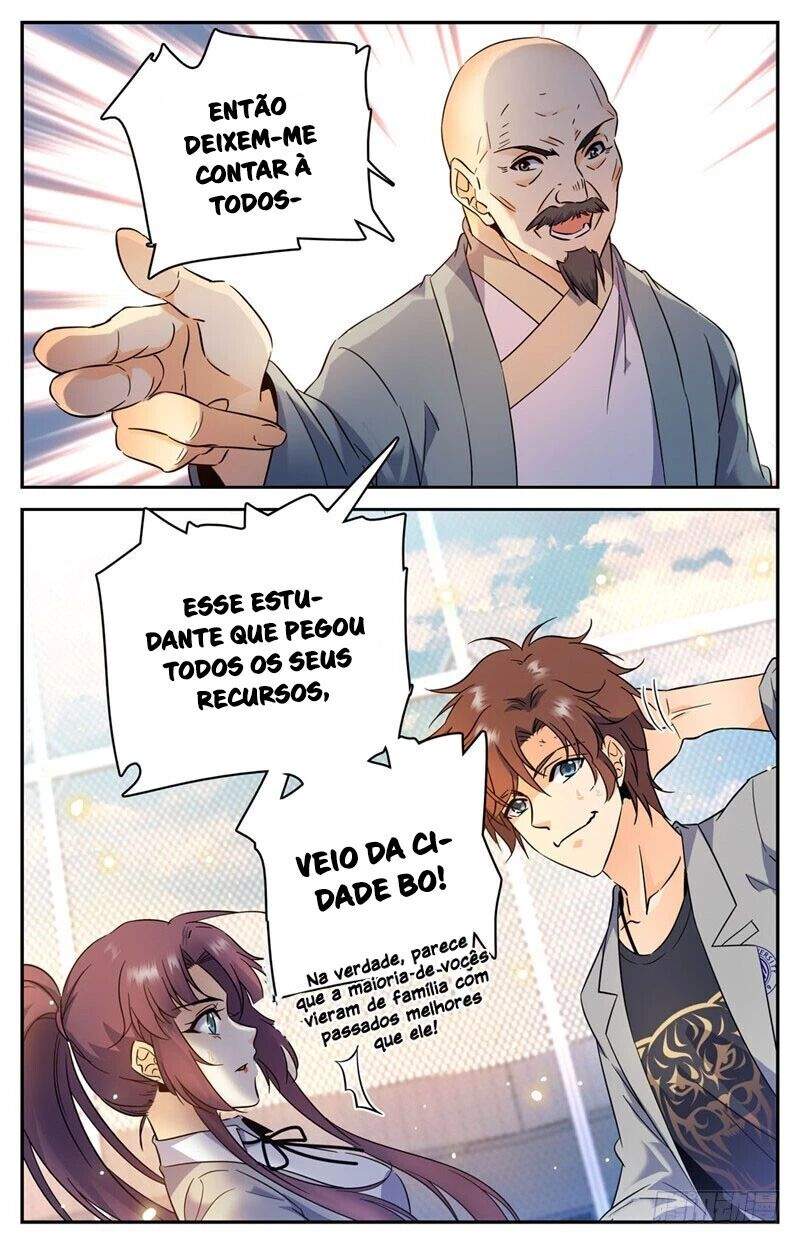 ENTÃO
DEIXEM-ME
CONTAR À
TODOS-
ESSE ESTU-
DANTE QUE PEGOU
TODOS OS SEUS
RECURSOS,
VEIO DA CI-
DADE BO!
Na verdade, parece
que a maioria de vocês
vieram de família com
passados melhores
que ele!